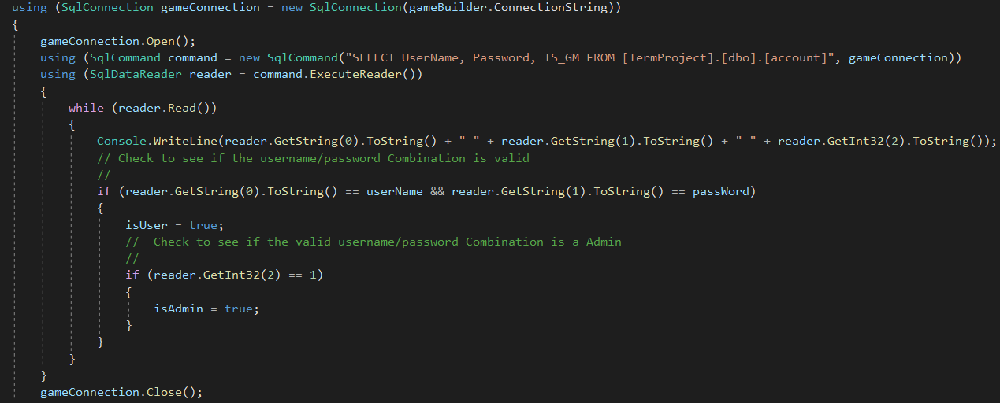 using (SqlConnection gameConnection = new SqlConnection(gameBuilder.ConnectionString))
{
    gameConnection.Open();
    using (SqlCommand command = new SqlCommand("SELECT UserName, Password, IS_GM FROM [TermProject].[dbo].[account]", gameConnection))
    using (SqlDataReader reader = command.ExecuteReader())
    {
        while (reader.Read())
        {
            Console.WriteLine(reader.GetString(0).ToString() + " " + reader.GetString(1).ToString() + " " + reader.GetInt32(2).ToString());
            // Check to see if the username/password Combination is valid
            //
            if (reader.GetString(0).ToString() == userName && reader.GetString(1).ToString() == passWord)
            {
                isUser = true;
                //  Check to see if the valid username/password Combination is a Admin
                //
                if (reader.GetInt32(2) == 1)
                {
                    isAdmin = true;
                }
            }
        }
    }
    gameConnection.Close();